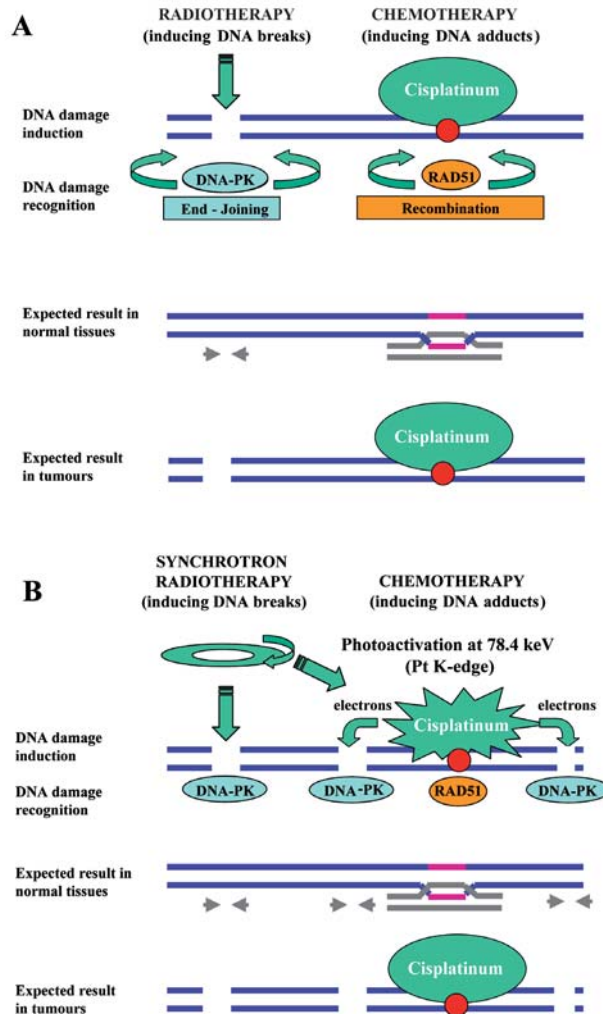 A
RADIOTHERAPY
(inducing DNA breaks)
CHEMOTHERAPY
(inducing DNA adducts)
Cisplatinum
DNA damage
induction
DNA damage
recognition
DNA-PK
RAD51
End - Joining
Recombination
Expected result in
normal tissues
Cisplatinum
Expected result
in tumours
B
SYNCHROTRON
RADIOTHERAPY
(inducing DNA breaks)
CHEMOTHERAPY
(inducing DNA adducts)
Photoactivation at 78.4 keV
(Pt K-edge)
electrons
Cisplatinum
electrons
DNA damage
induction
DNA damage
recognition
DNA-PK
DNA-PK
RAD51
DNA-PK
Expected result in
normal tissues
Cisplatinum
Expected result
in tumours